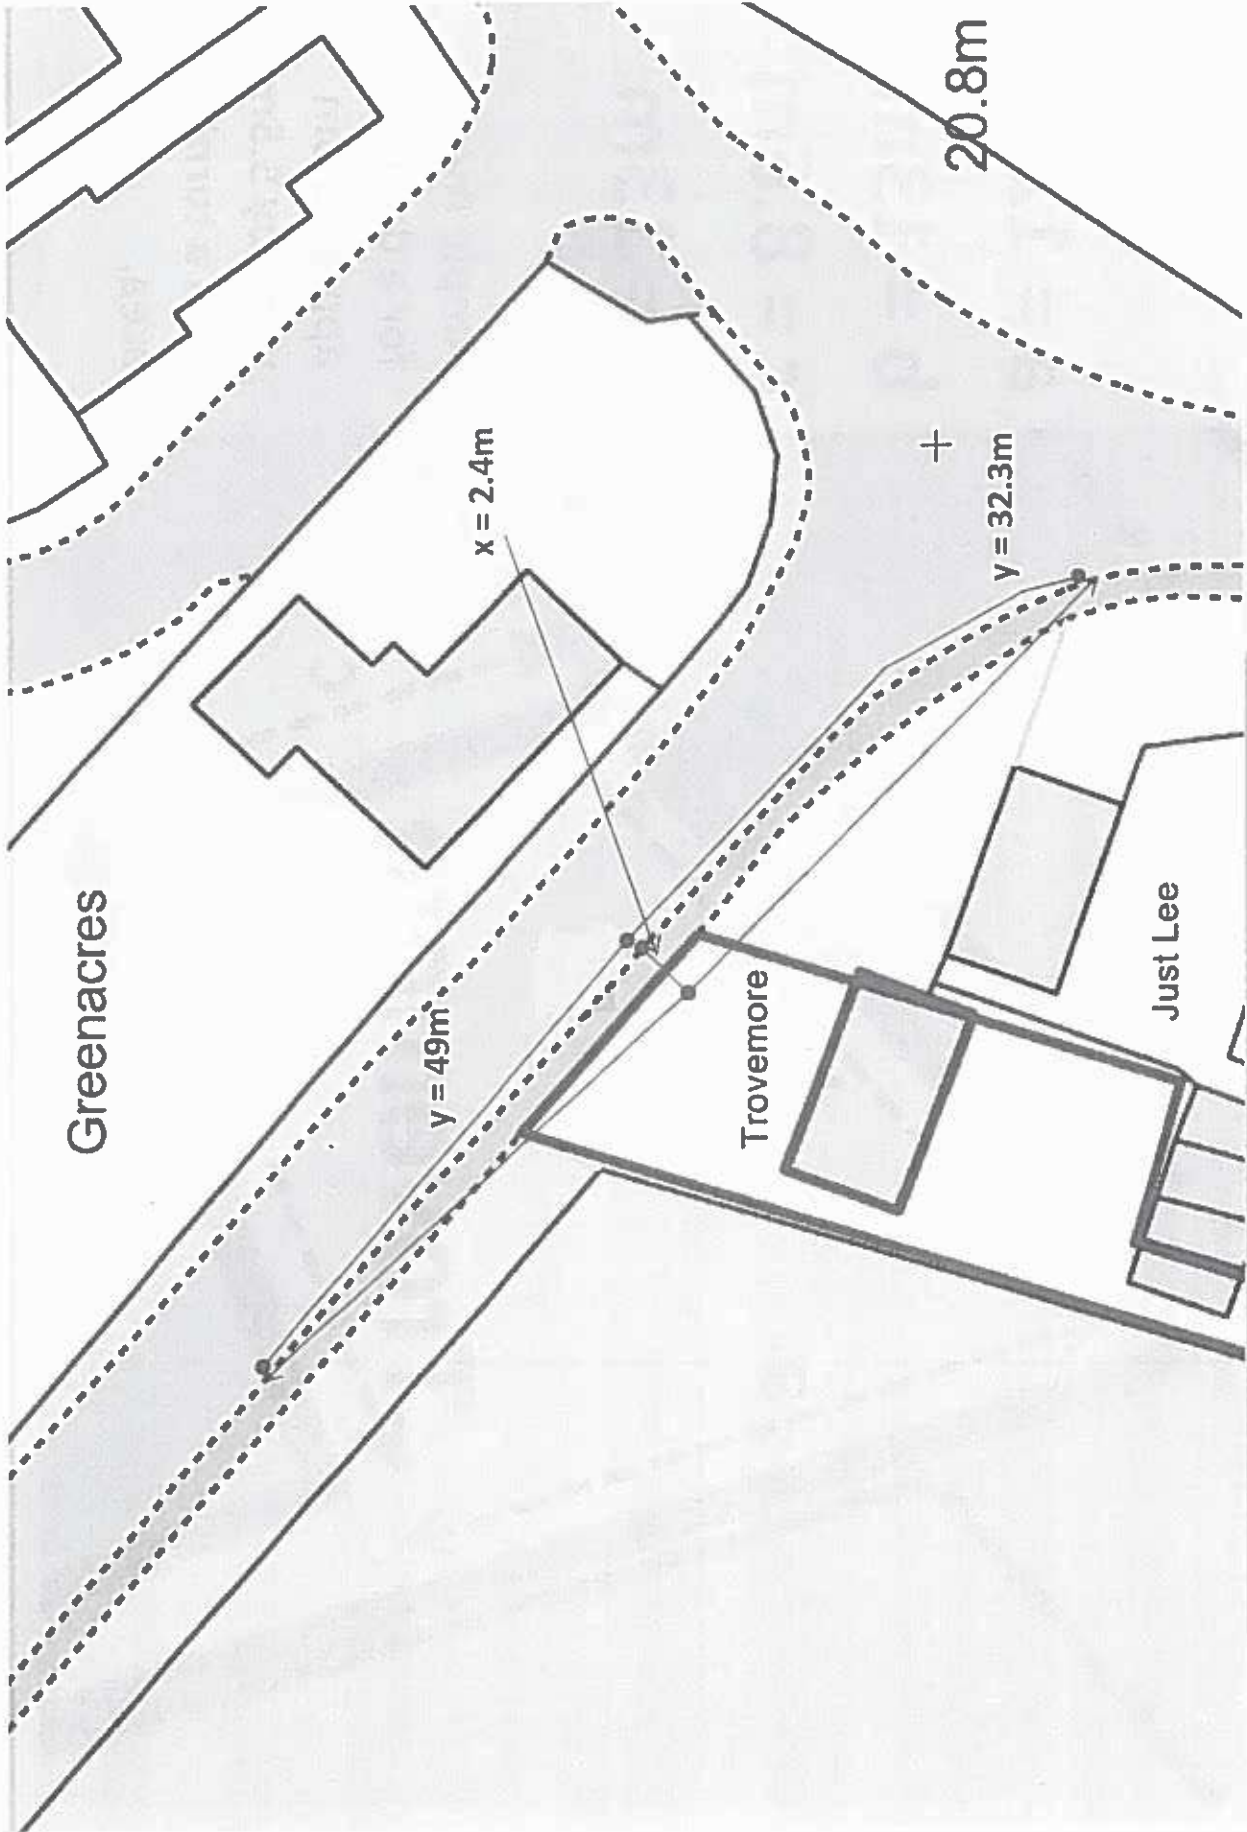 Greenacres
y = 49m
x = 2.4m
Trovemore
20.8m
y = 32.3m
Just Lee